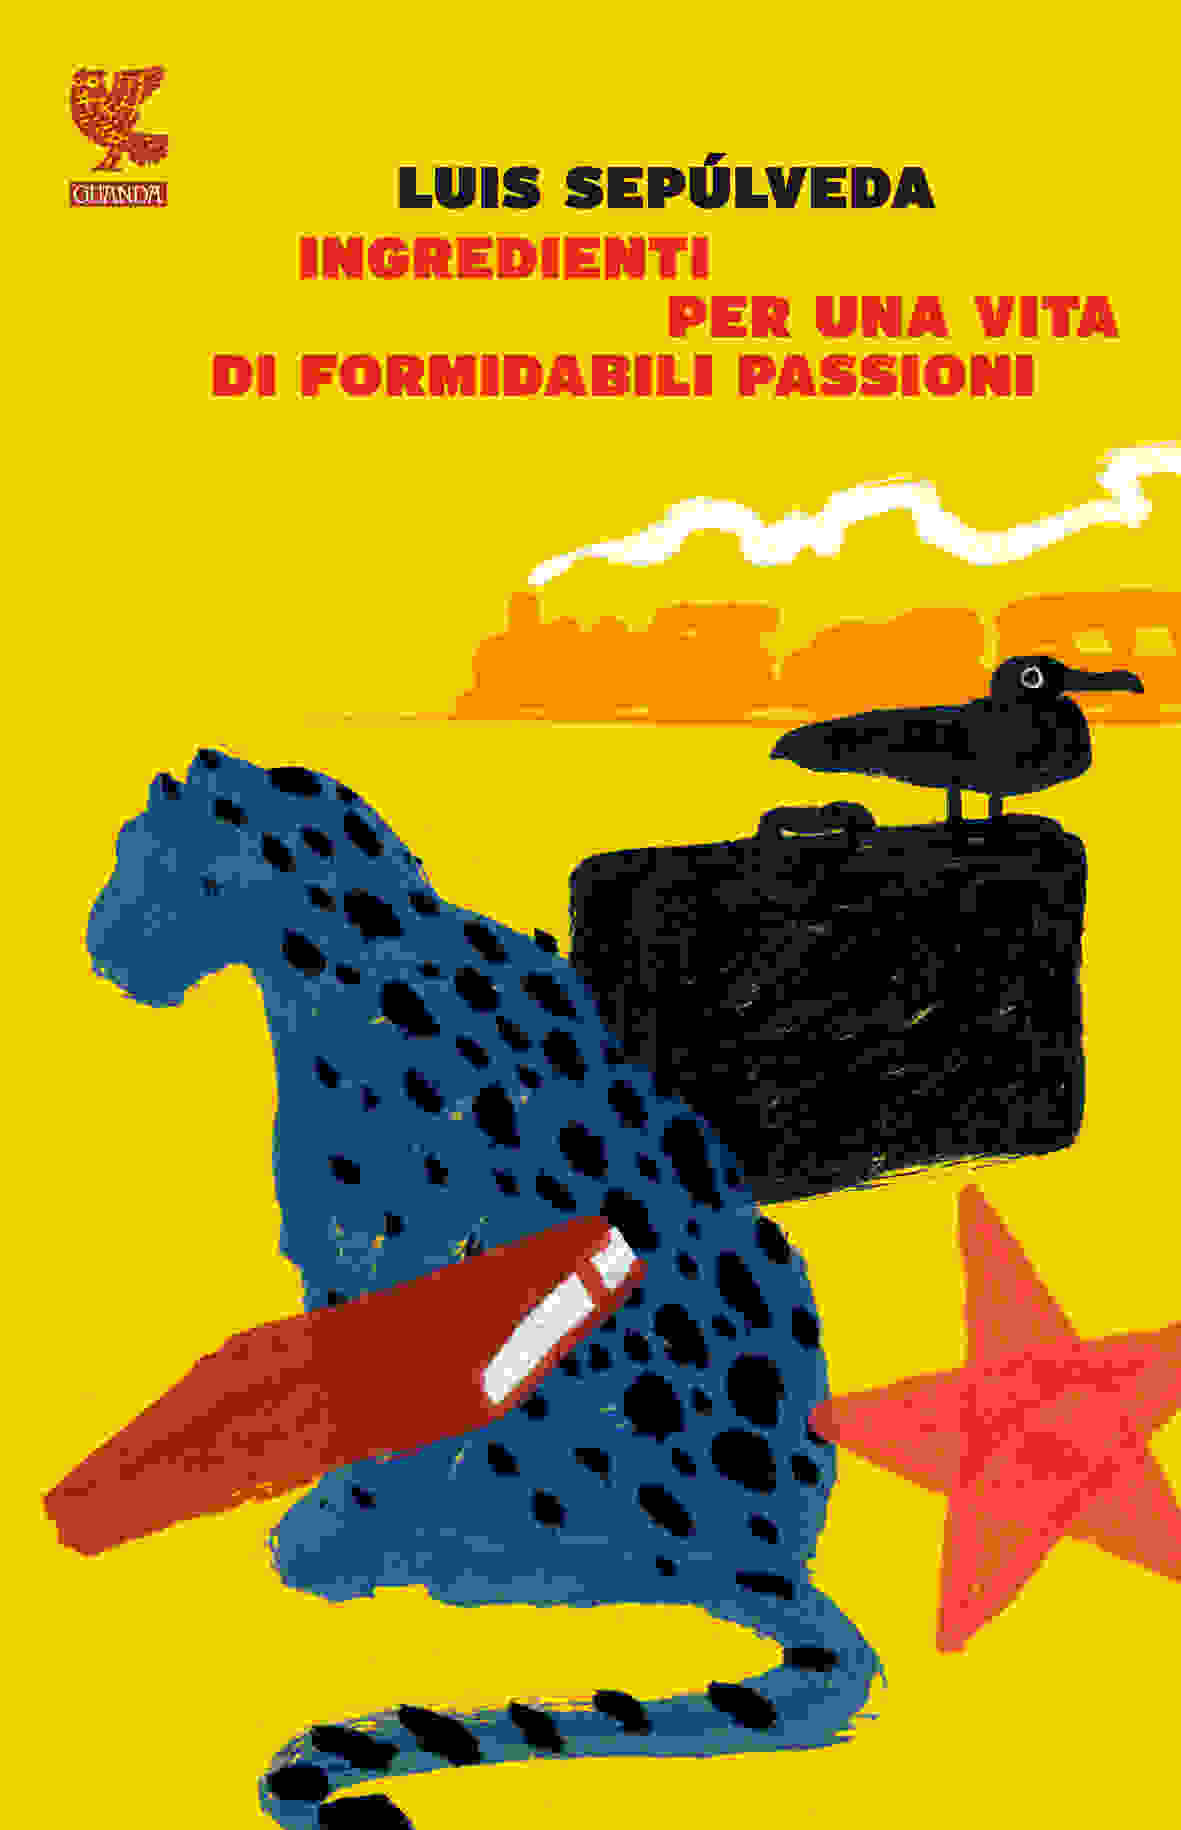 GUANDA
LUIS SEPÚLVEDA
INGREDIENTI
PER UNA VITA
DI FORMIDABILI PASSIONI